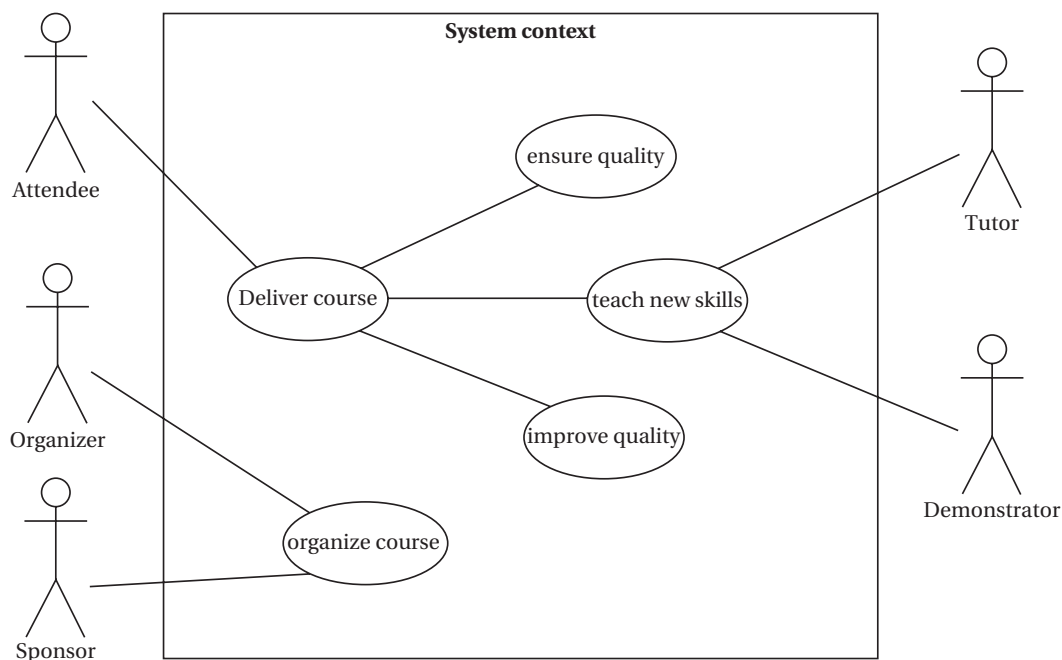 System context
Attendee
ensure quality
Tutor
Deliver course
teach new skills
Organizer
improve quality
Demonstrator
organize course
Sponsor